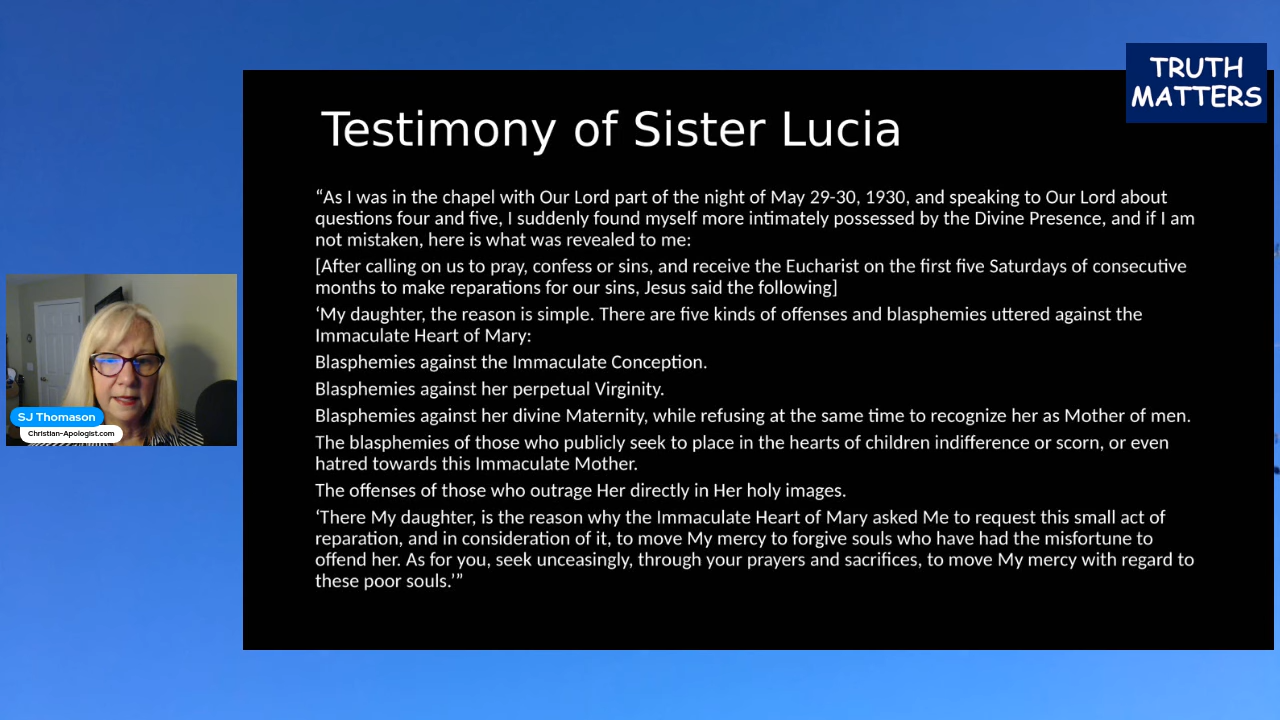 TRUTH
MATTERS
Testimony of Sister Lucia
“As I was in the chapel with Our Lord part of the night of May 29-30, 1930, and speaking to Our Lord about
questions four and five, I suddenly found myself more intimately possessed by the Divine Presence, and if I am
not mistaken, here is what was revealed to me:
[After calling on us to pray, confess or sins, and receive the Eucharist on the first five Saturdays of consecutive
months to make reparations for our sins, Jesus said the following]
‘My daughter, the reason is simple. There are five kinds of offenses and blasphemies uttered against the
Immaculate Heart of Mary:
Blasphemies against the Immaculate Conception.
Blasphemies against her perpetual Virginity.
Blasphemies against her divine Maternity, while refusing at the same time to recognize her as Mother of men.
The blasphemies of those who publicly seek to place in the hearts of children indifference or scorn, or even
hatred towards this Immaculate Mother.
The offenses of those who outrage Her directly in Her holy images.
‘There My daughter, is the reason why the Immaculate Heart of Mary asked Me to request this small act of
reparation, and in consideration of it, to move My mercy to forgive souls who have had the misfortune to
offend her. As for you, seek unceasingly, through your prayers and sacrifices, to move My mercy with regard to
these poor souls.’”
SJ Thomason
Christian-Apologist.com